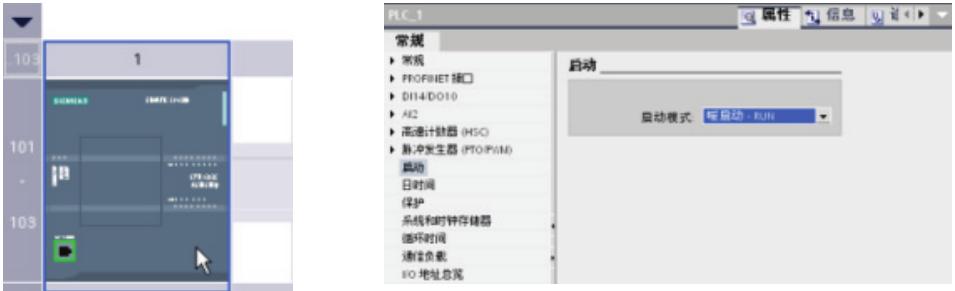 103
1
SIEMENS
101
-
103
PLC_1
属性
信息
常规
常规
PROFINET 接口
DI14/DO10
AI2
高速计数器 (HSC)
脉冲发生器 (PTO/PWM)
启动
日时间
保护
系统和时钟存储器
循环时间
通信负载
I/O 地址总览
启动
启动模式: 暖启动 - RUN